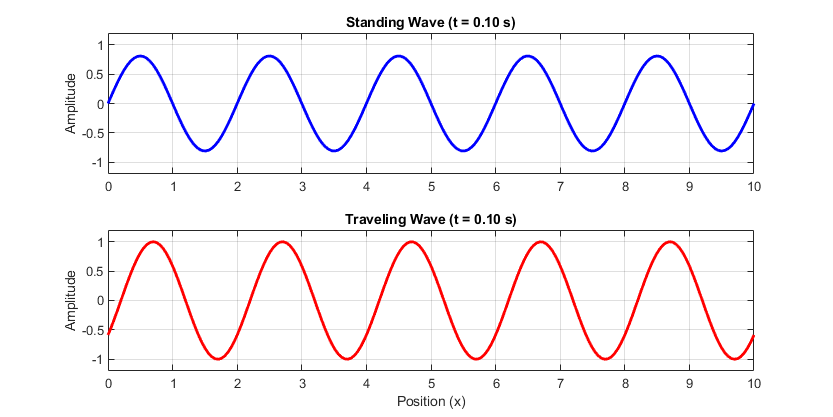 Standing Wave (t = 0.10 s)
Amplitude
1
0.5
0
-0.5
-1
0 1 2 3 4 5 6 7 8 9 10
Traveling Wave (t = 0.10 s)
Amplitude
1
0.5
0
-0.5
-1
0 1 2 3 4 5 6 7 8 9 10
Position (x)